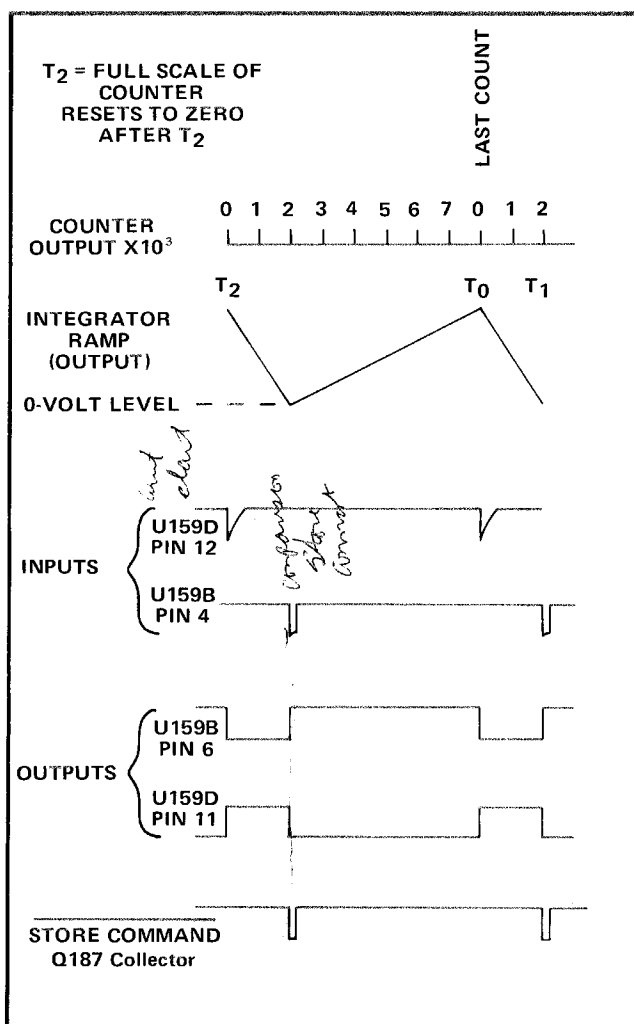 T2 = FULL SCALE OF
COUNTER
RESETS TO ZERO
AFTER T2
LAST COUNT
COUNTER
OUTPUT X10³
0 1 2 3 4 5 6 7 0 1 2
T2 T0 T1
INTEGRATOR
RAMP
(OUTPUT)
0-VOLT LEVEL
INPUTS
U159D
PIN 12
U159B
PIN 4
Store
OUTPUTS
U159B
PIN 6
U159D
PIN 11
STORE COMMAND
Q187 Collector